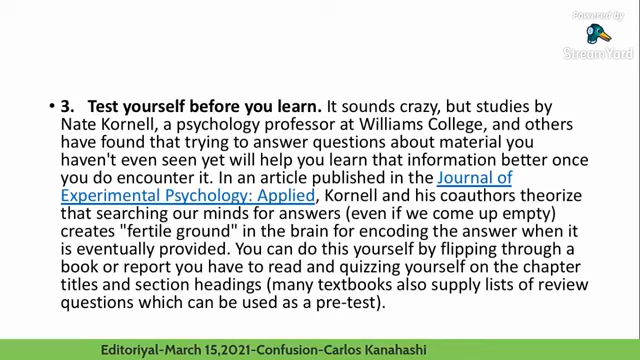 Powered by
StreamYard
• 3. Test yourself before you learn. It sounds crazy, but studies by
Nate Kornell, a psychology professor at Williams College, and others
have found that trying to answer questions about material you
haven't even seen yet will help you learn that information better once
you do encounter it. In an article published in the Journal of
Experimental Psychology: Applied, Kornell and his coauthors theorize
that searching our minds for answers (even if we come up empty)
creates "fertile ground" in the brain for encoding the answer when it
is eventually provided. You can do this yourself by flipping through a
book or report you have to read and quizzing yourself on the chapter
titles and section headings (many textbooks also supply lists of review
questions which can be used as a pre-test).
Editoriyal-March 15,2021-Confusion-Carlos Kanahashi